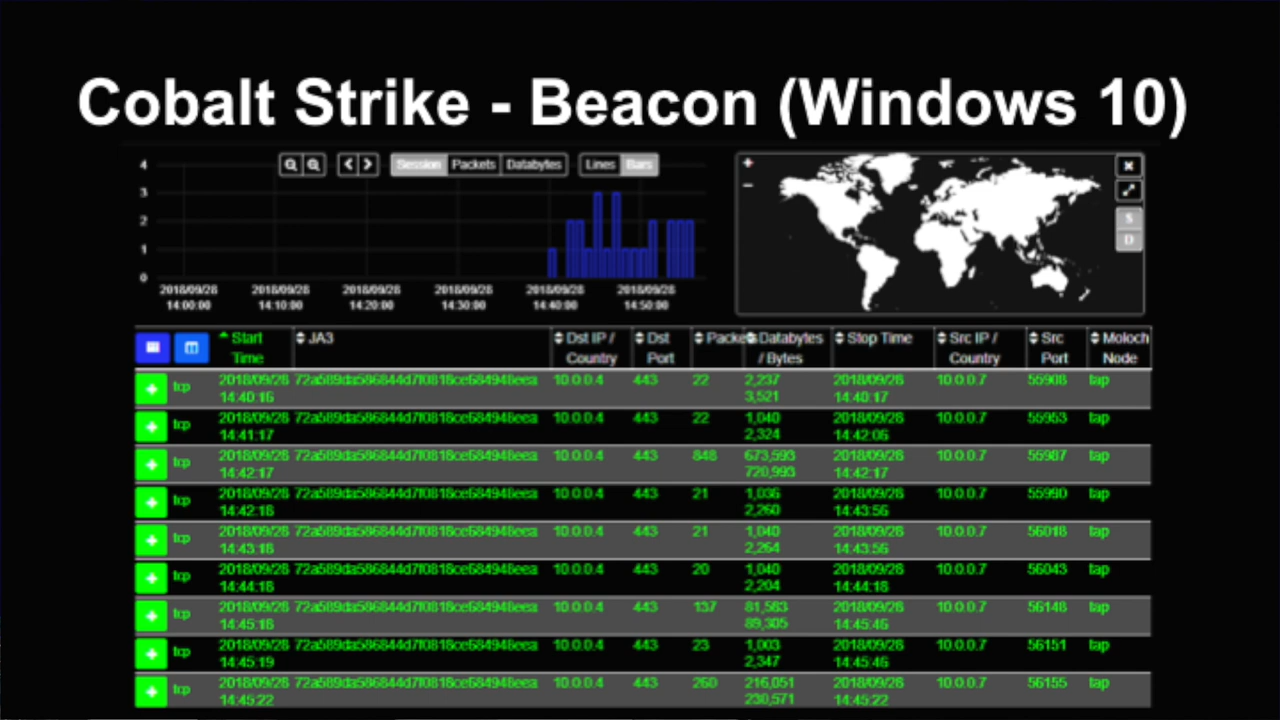 Cobalt Strike - Beacon (Windows 10)
4
3
2
1
0
Session Packets Databytes Lines Bars
2018/09/28 2018/09/28 2018/09/28 2018/09/28 2018/09/28 2018/09/28
14:00:00 14:10:00 14:20:00 14:30:00 14:40:00 14:50:00
+
−
S
D
Start JA3 Dst IP / Dst Packets Databytes Stop Time Src IP / Src Moloch
Time Country Port / Bytes Country Port Node
tcp 2018/09/28 72a589da586844d7f0818ce684948eea 10.0.0.4 443 22 2,237 2018/09/28 10.0.0.7 55908 tap
14:40:16 3,521 14:40:17
tcp 2018/09/28 72a589da586844d7f0818ce684948eea 10.0.0.4 443 22 1,040 2018/09/28 10.0.0.7 55953 tap
14:41:17 2,324 14:42:06
tcp 2018/09/28 72a589da586844d7f0818ce684948eea 10.0.0.4 443 848 673,593 2018/09/28 10.0.0.7 55987 tap
14:42:17 720,993 14:42:17
tcp 2018/09/28 72a589da586844d7f0818ce684948eea 10.0.0.4 443 21 1,036 2018/09/28 10.0.0.7 55990 tap
14:42:18 2,260 14:43:56
tcp 2018/09/28 72a589da586844d7f0818ce684948eea 10.0.0.4 443 21 1,040 2018/09/28 10.0.0.7 56018 tap
14:43:18 2,264 14:43:56
tcp 2018/09/28 72a589da586844d7f0818ce684948eea 10.0.0.4 443 20 1,040 2018/09/28 10.0.0.7 56043 tap
14:44:18 2,204 14:44:18
tcp 2018/09/28 72a589da586844d7f0818ce684948eea 10.0.0.4 443 137 81,563 2018/09/28 10.0.0.7 56148 tap
14:45:18 89,305 14:45:46
tcp 2018/09/28 72a589da586844d7f0818ce684948eea 10.0.0.4 443 23 1,003 2018/09/28 10.0.0.7 56151 tap
14:45:19 2,347 14:45:46
tcp 2018/09/28 72a589da586844d7f0818ce684948eea 10.0.0.4 443 260 216,051 2018/09/28 10.0.0.7 56155 tap
14:45:22 230,571 14:45:22